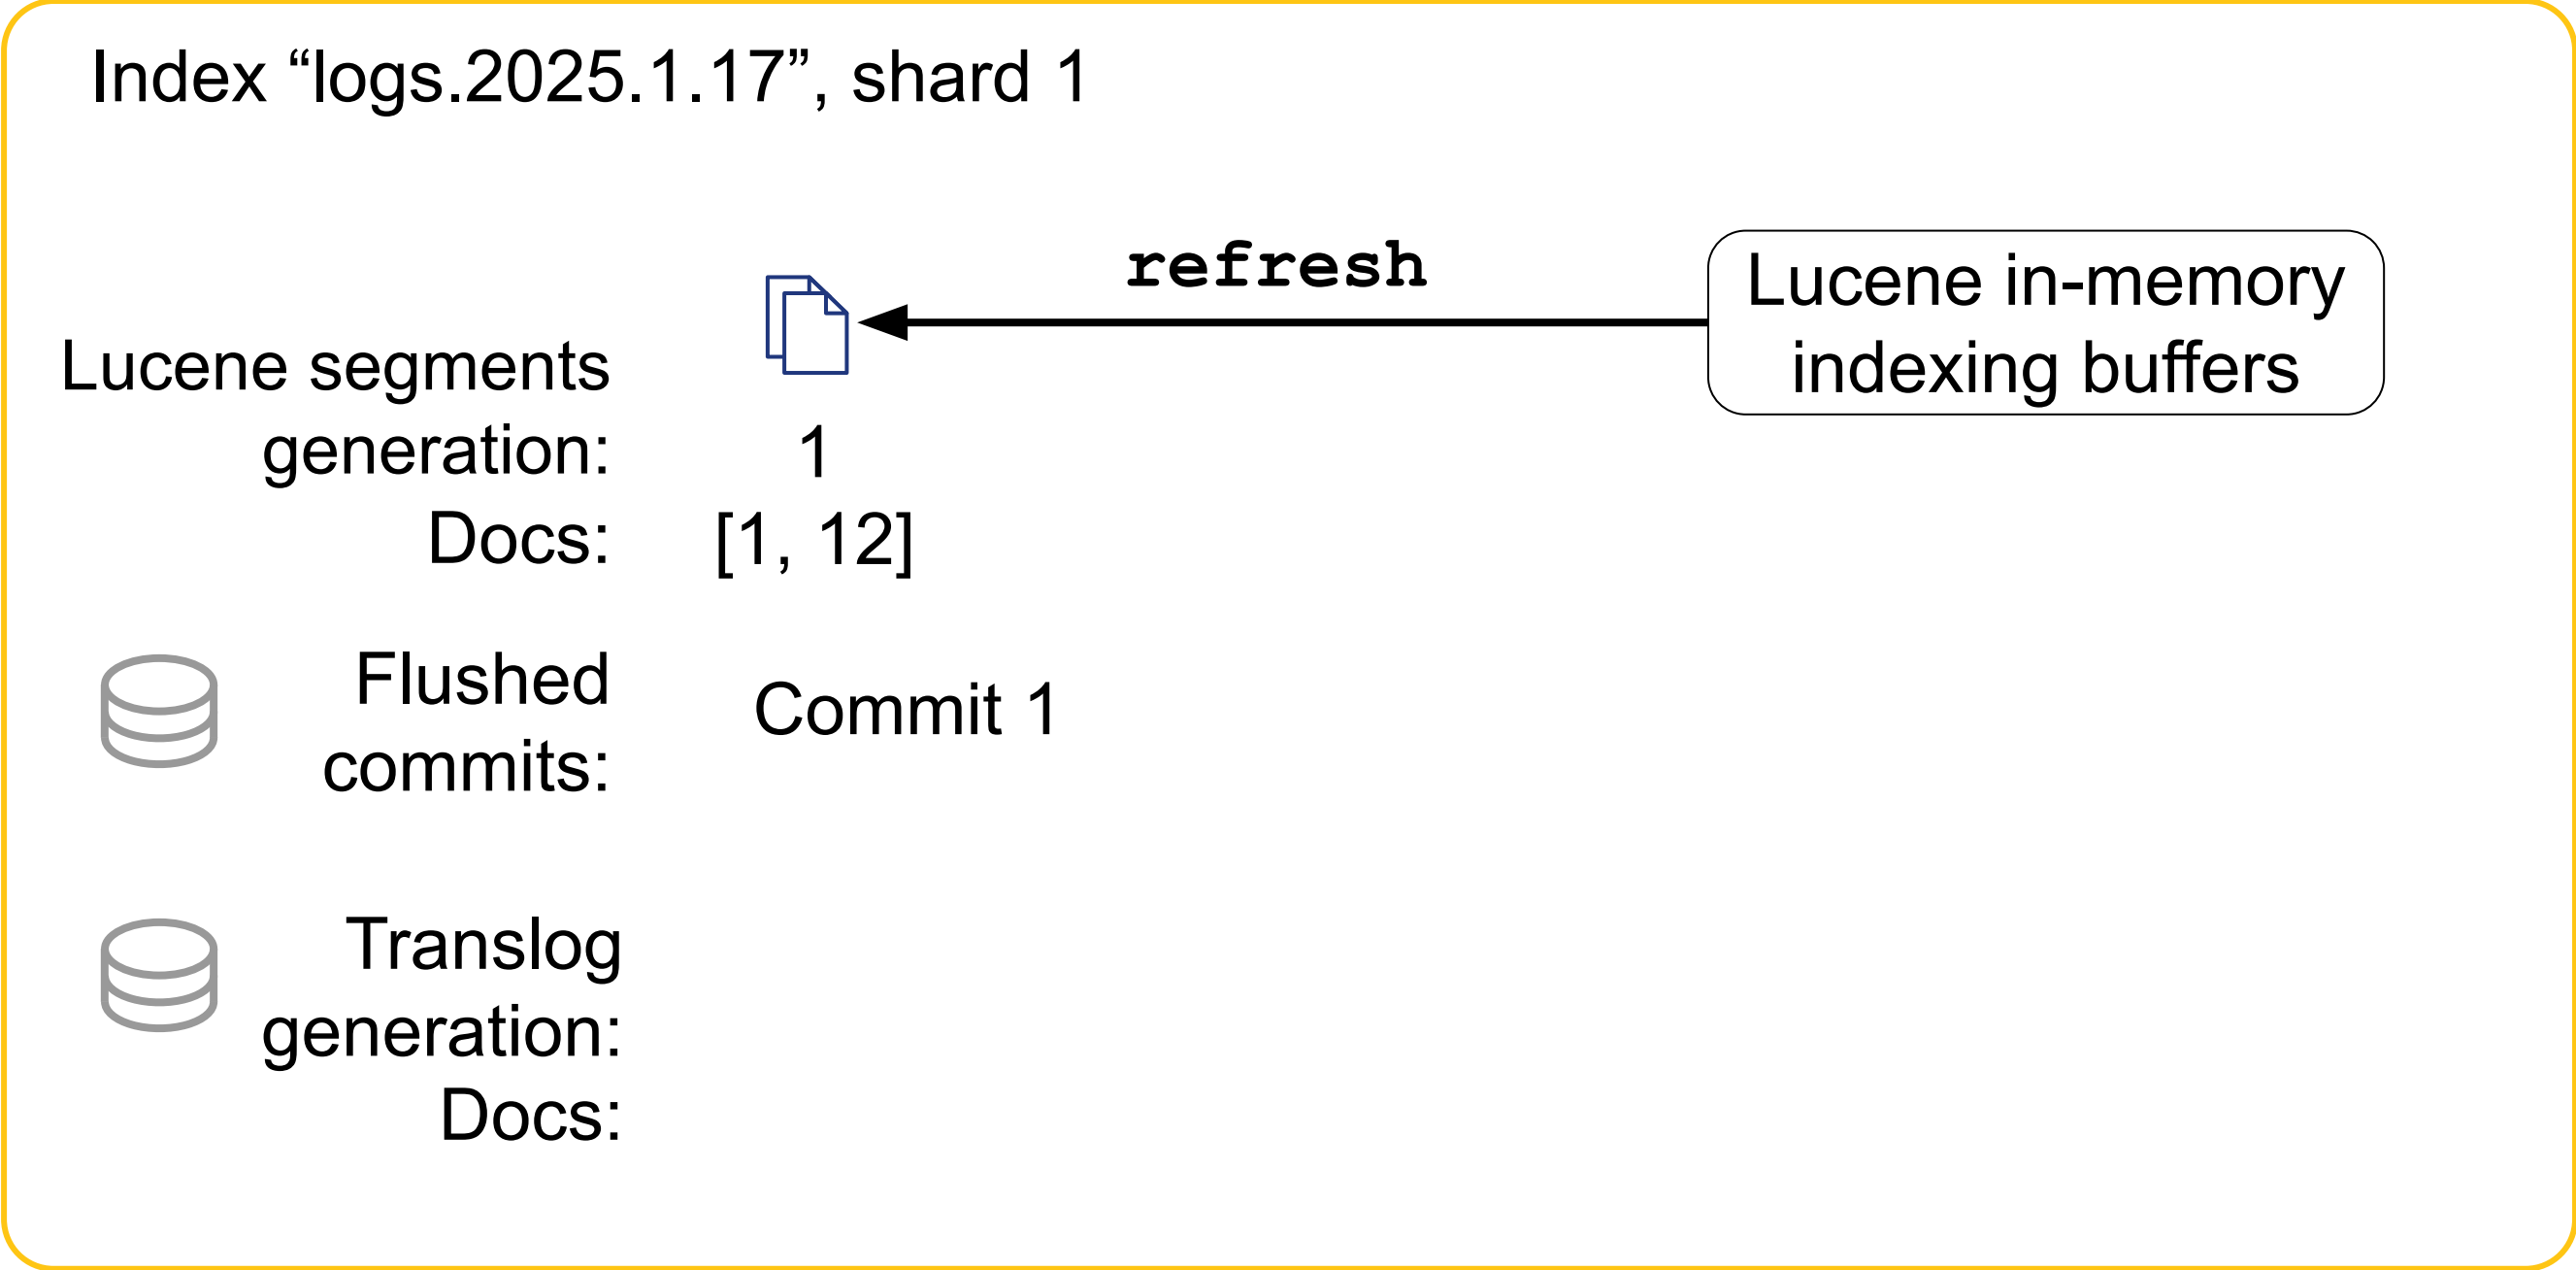 Index “logs.2025.1.17”, shard 1
refresh
Lucene in-memory
indexing buffers
Lucene segments
generation: 1
Docs: [1, 12]
Flushed
commits:
Commit 1
Translog
generation:
Docs: